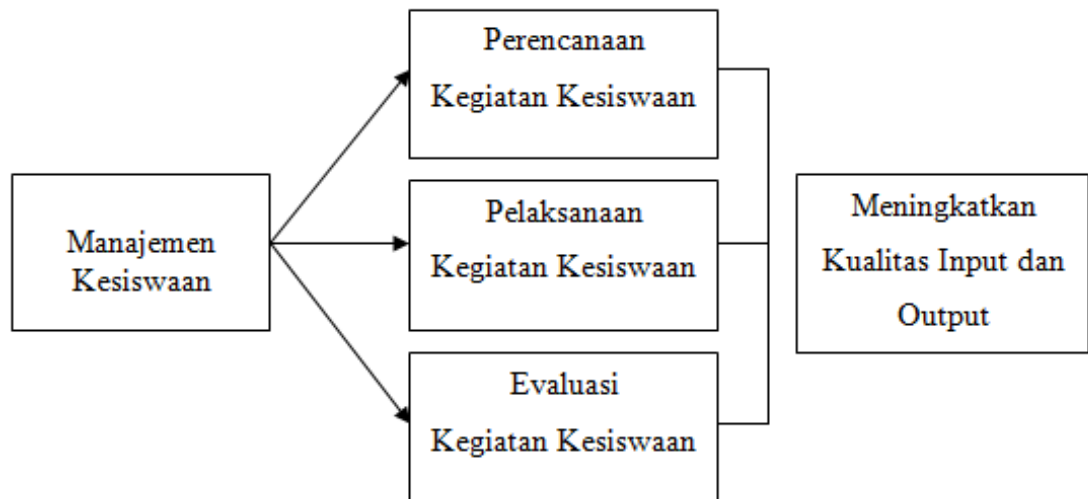 Manajemen
Kesiswaan
Perencanaan
Kegiatan Kesiswaan
Pelaksanaan
Kegiatan Kesiswaan
Evaluasi
Kegiatan Kesiswaan
Meningkatkan
Kualitas Input dan
Output